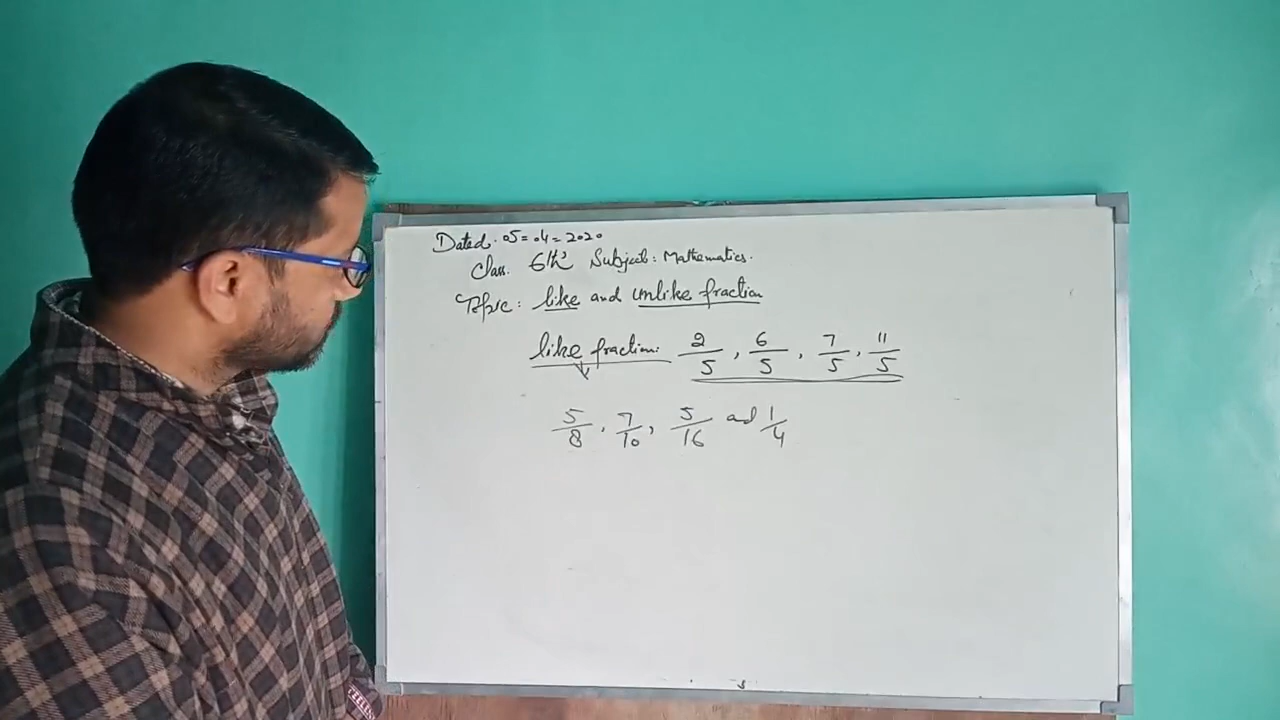 Dated. 05=04=2020
Class. 6th Subject: Mathematics.
Topic: like and unlike fraction
like fraction: 2/5, 6/5, 7/5, 11/5
5/8, 7/10, 5/16 and 1/4